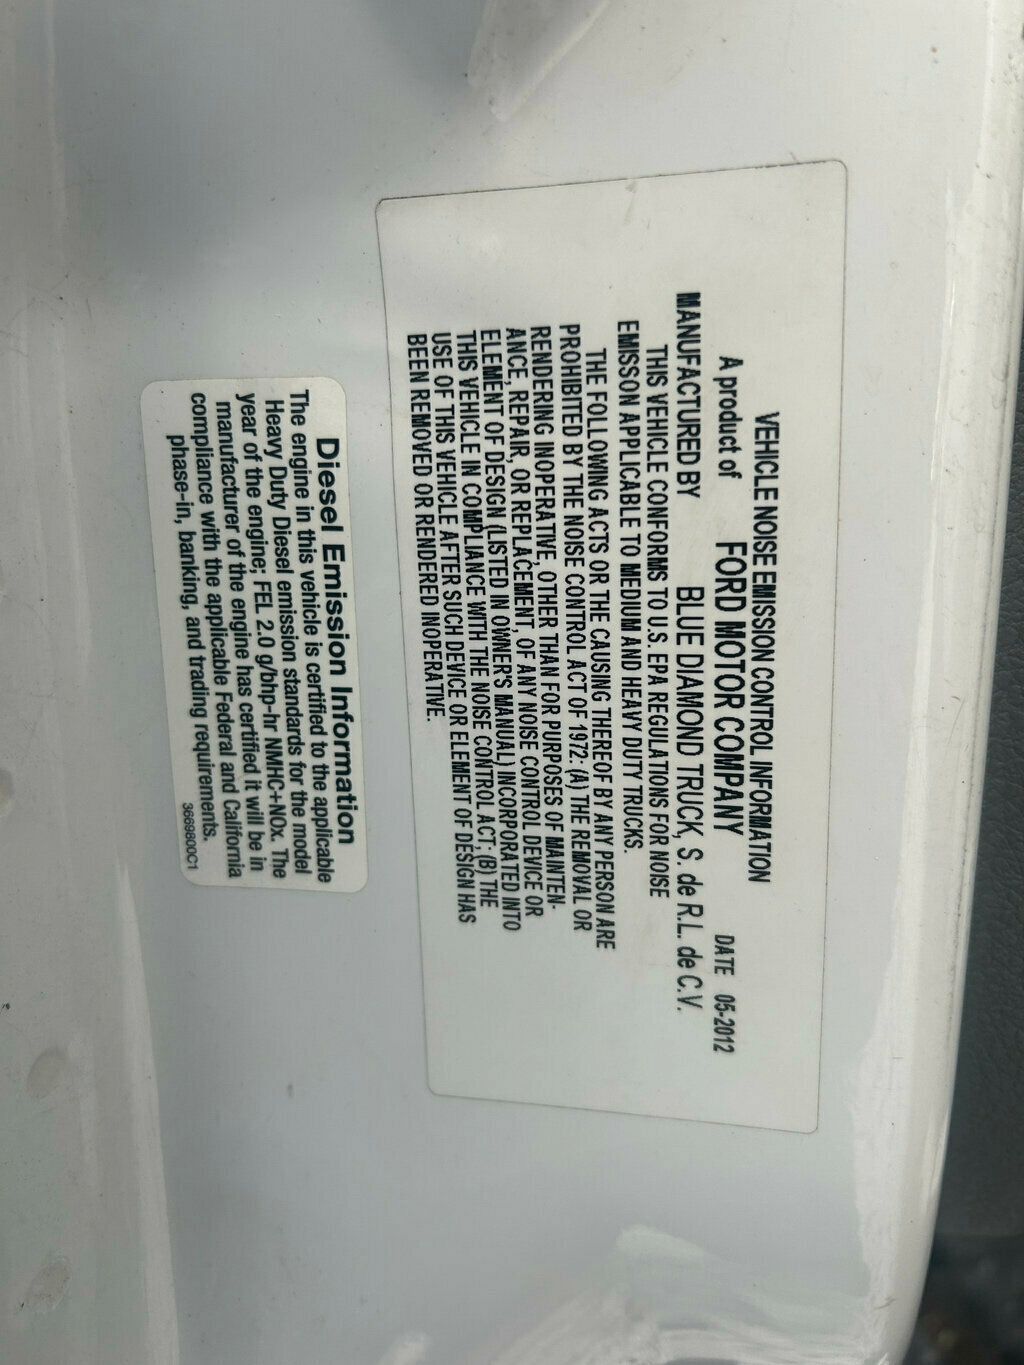 VEHICLE NOISE EMISSION CONTROL INFORMATION
A product of FORD MOTOR COMPANY DATE 05-2012
MANUFACTURED BY BLUE DIAMOND TRUCK, S. de R.L. de C.V.
THIS VEHICLE CONFORMS TO U.S. EPA REGULATIONS FOR NOISE
EMISSON APPLICABLE TO MEDIUM AND HEAVY DUTY TRUCKS.
THE FOLLOWING ACTS OR THE CAUSING THEREOF BY ANY PERSON ARE
PROHIBITED BY THE NOISE CONTROL ACT OF 1972: (A) THE REMOVAL OR
RENDERING INOPERATIVE, OTHER THAN FOR PURPOSES OF MAINTEN-
ANCE, REPAIR, OR REPLACEMENT, OF ANY NOISE CONTROL DEVICE OR
ELEMENT OF DESIGN (LISTED IN OWNER'S MANUAL) INCORPORATED INTO
THIS VEHICLE IN COMPLIANCE WITH THE NOISE CONTROL ACT: (B) THE
USE OF THIS VEHICLE AFTER SUCH DEVICE OR ELEMENT OF DESIGN HAS
BEEN REMOVED OR RENDERED INOPERATIVE.
Diesel Emission Information
The engine in this vehicle is certified to the applicable
Heavy Duty Diesel emission standards for the model
year of the engine; FEL 2.0 g/bhp-hr NMHC+NOx. The
manufacturer of the engine has certified it will be in
compliance with the applicable Federal and California
phase-in, banking, and trading requirements.
3669800C1